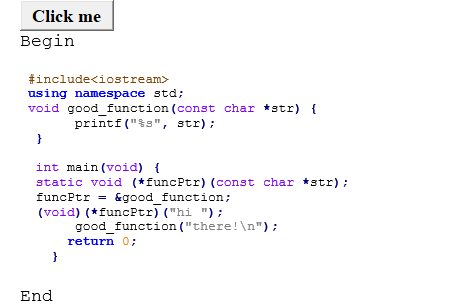 Click me
Begin
#include<iostream>
using namespace std;
void good_function(const char *str) {
printf("%s", str);
}
int main(void) {
static void (*funcPtr)(const char *str);
funcPtr = &good_function;
(void)(*funcPtr)("hi ");
good_function("there!\n");
return 0;
}
End